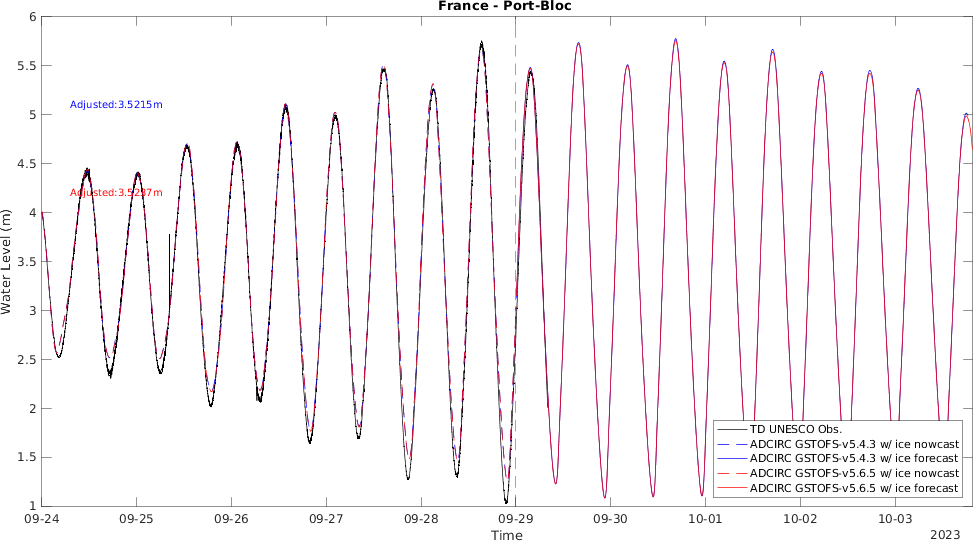 France - Port-Bloc
6
5.5
5
4.5
4
3.5
3
2.5
2
1.5
1
Water Level (m)
Adjusted:3.5215m
Adjusted:3.5237m
TD UNESCO Obs.
ADCIRC GSTOFS-v5.4.3 w/ ice nowcast
ADCIRC GSTOFS-v5.4.3 w/ ice forecast
ADCIRC GSTOFS-v5.6.5 w/ ice nowcast
ADCIRC GSTOFS-v5.6.5 w/ ice forecast
09-24 09-25 09-26 09-27 09-28 09-29 09-30 10-01 10-02 10-03
Time
2023